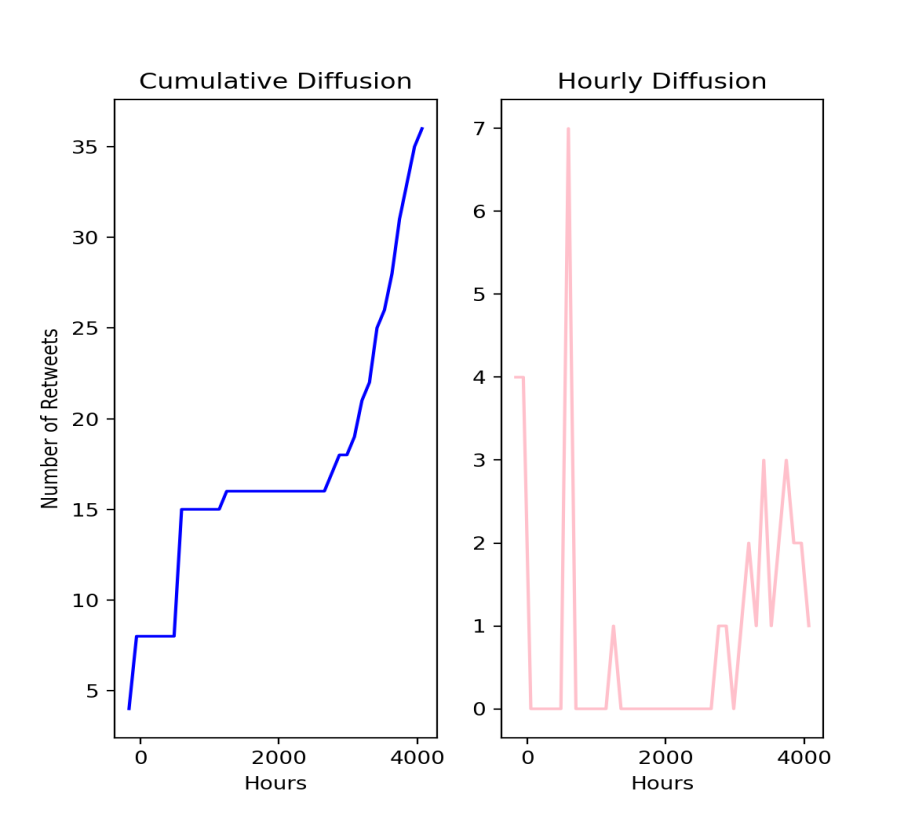 Cumulative Diffusion
Number of Retweets
35
30
25
20
15
10
5
0 2000 4000
Hours
Hourly Diffusion
7
6
5
4
3
2
1
0
0 2000 4000
Hours